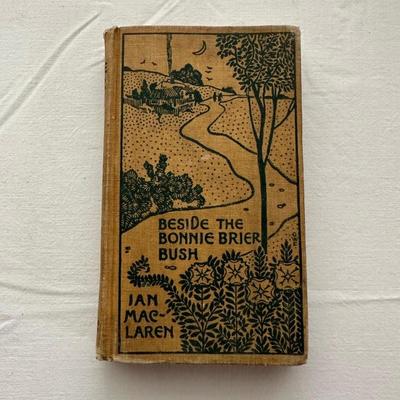 BESIDE THE
BONNIE BRIER
BUSH
IAN
MAC-
LAREN